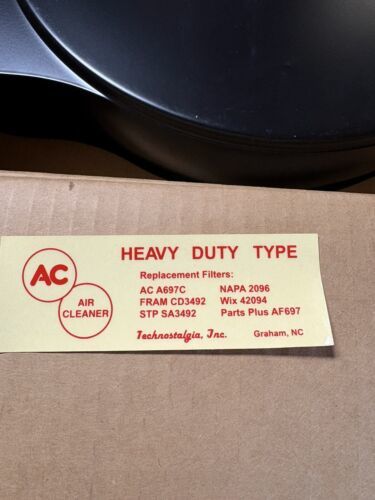 AC
AIR
CLEANER
HEAVY DUTY TYPE
Replacement Filters:
AC A697C NAPA 2096
FRAM CD3492 Wix 42094
STP SA3492 Parts Plus AF697
Technostalgia, Inc. Graham, NC